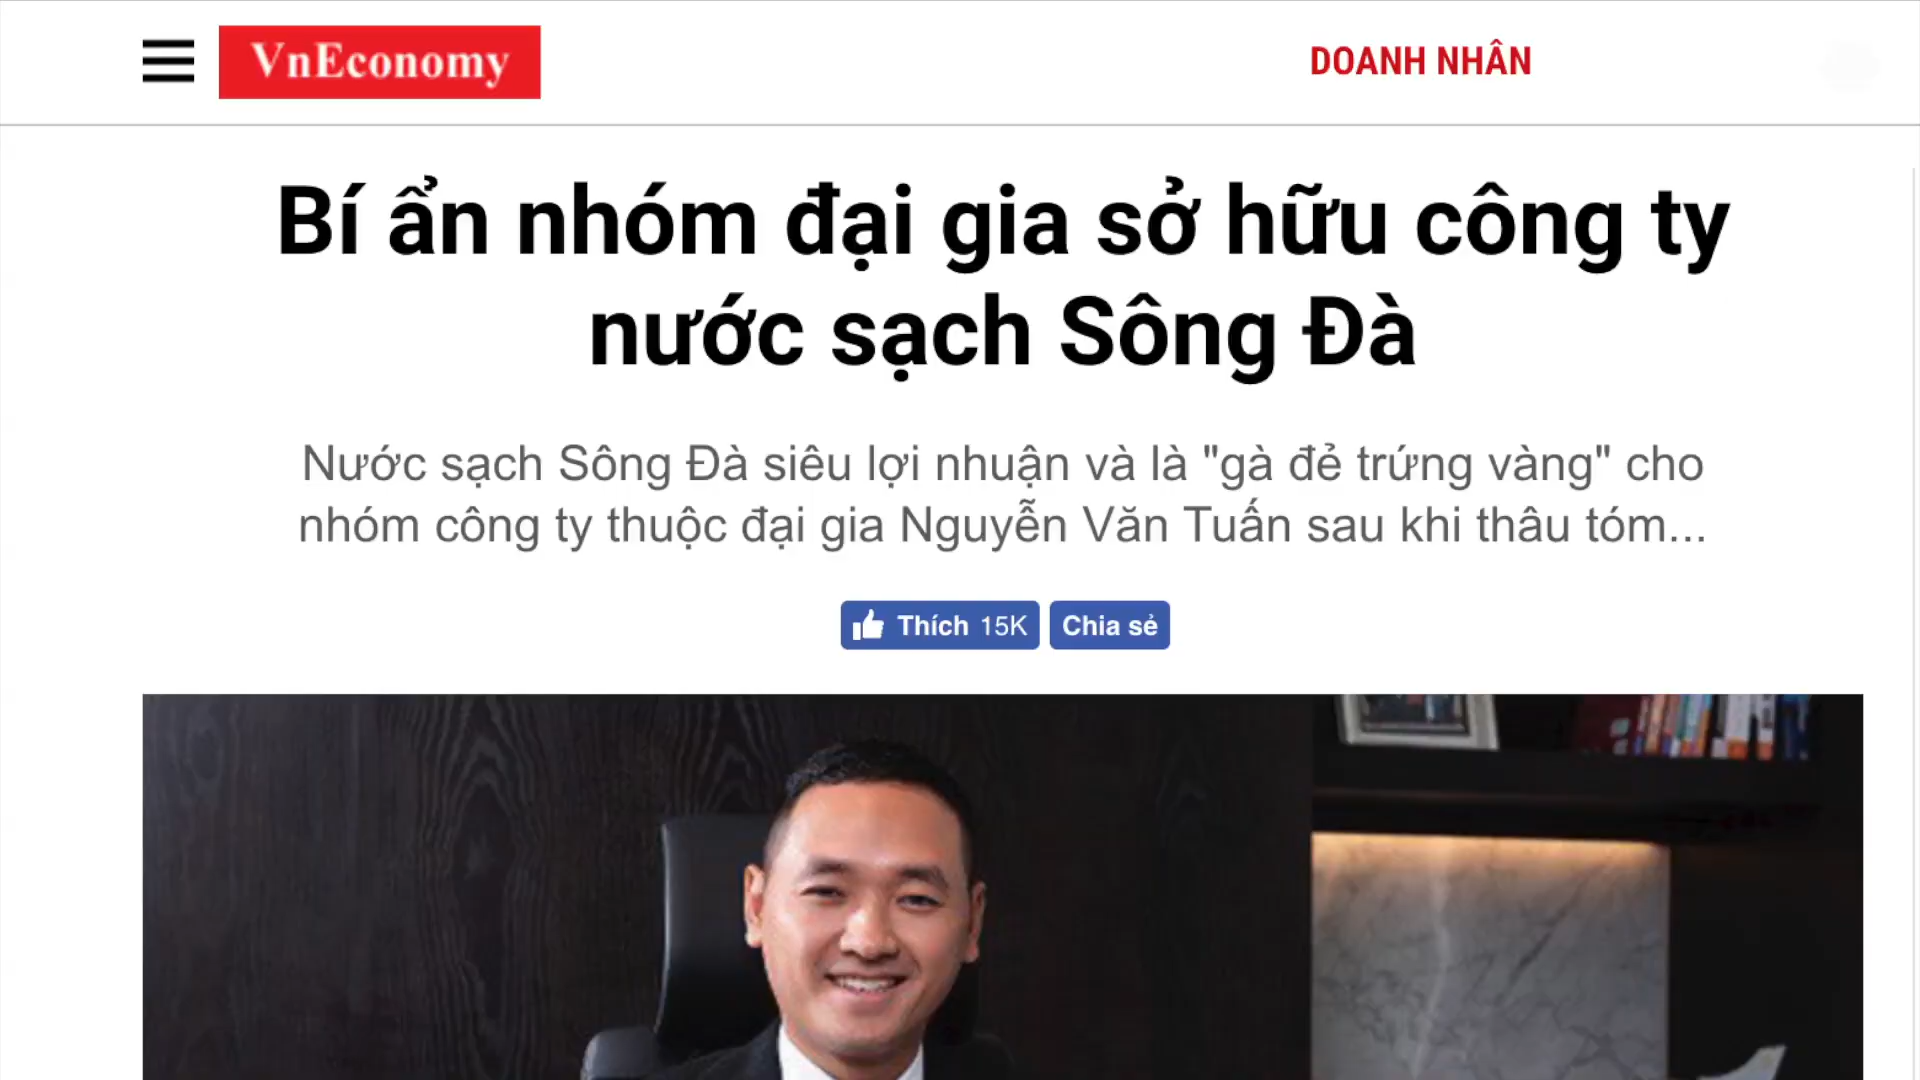 VnEconomy
DOANH NHÂN
Bí ẩn nhóm đại gia sở hữu công ty
nước sạch Sông Đà
Nước sạch Sông Đà siêu lợi nhuận và là "gà đẻ trứng vàng" cho
nhóm công ty thuộc đại gia Nguyễn Văn Tuấn sau khi thâu tóm...
Thích 15K
Chia sẻ